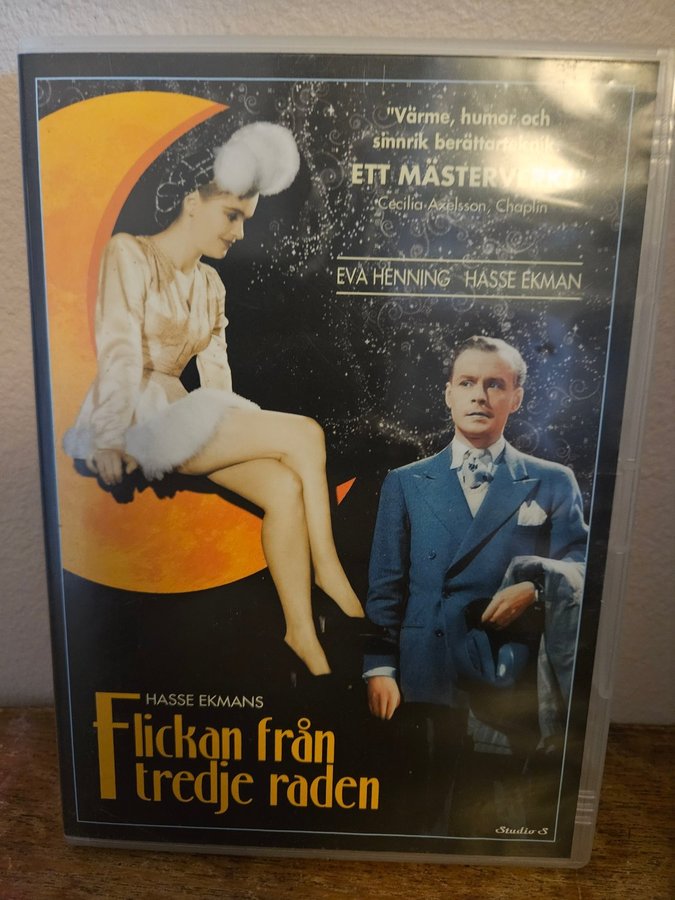 "Värme, humor och
sinnrik berättarteknik.
ETT MÄSTERVERK!"
Cecilia Axelsson, Chaplin
EVA HENNING HASSE EKMAN
HASSE EKMANS
Flickan från
tredje raden
Studio S